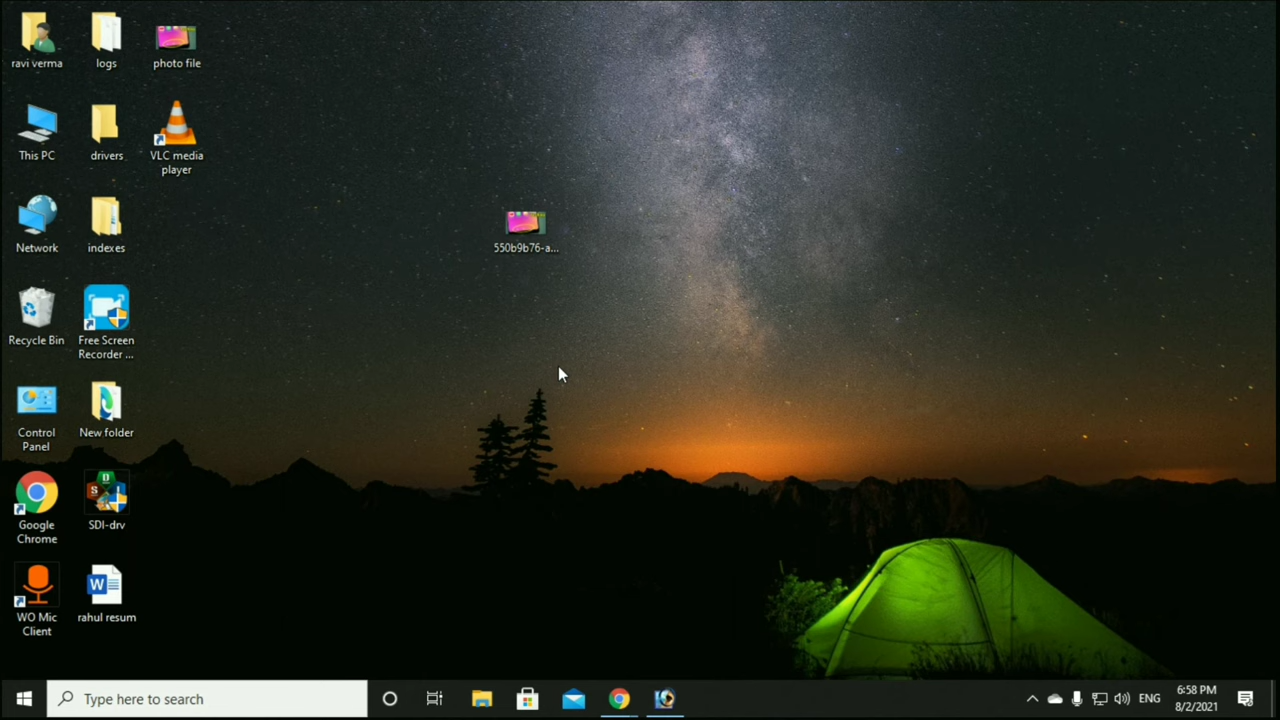 ravi verma
logs
photo file
This PC
drivers
VLC media
player
Network
indexes
550b9b76-a...
Recycle Bin
Free Screen
Recorder ...
Control
Panel
New folder
Google
Chrome
S D I
SDI-drv
WO Mic
Client
W
rahul resum
Type here to search
ENG
6:58 PM
8/2/2021